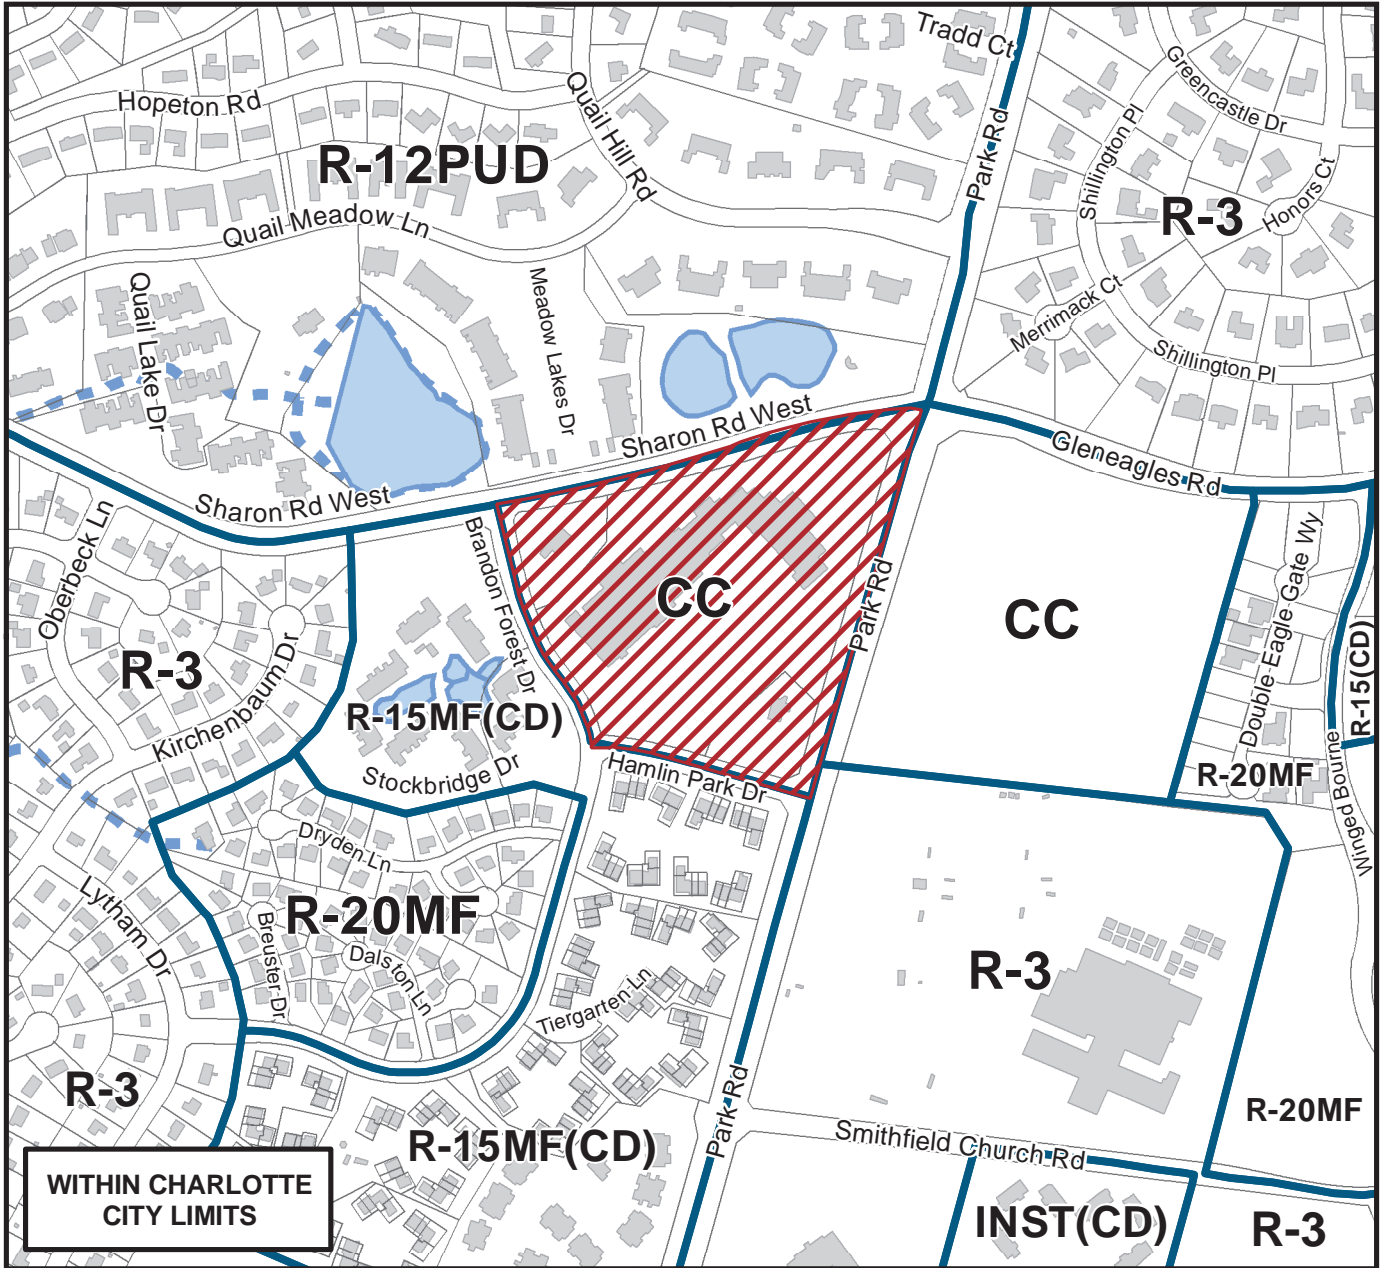 Tradd Ct
Greencastle Dr
Hopeton Rd
Quail Hill Rd
Park Rd
Shillington Pl
R-12PUD
Honors Ct
R-3
Quail Meadow Ln
Quail Lake Dr
Meadow Lakes Dr
Merrimack Ct
Shillington Pl
Sharon Rd West
Gleneagles Rd
Sharon Rd West
Oberbeck Ln
Brandon Forest Dr
Double Eagle Gate Wy
CC
CC
Park Rd
R-3
Kirchenbaum Dr
R-15MF(CD)
R-15(CD)
Stockbridge Dr
Hamlin Park Dr
R-20MF
Winged Bourne
Dryden Ln
Lytham Dr
R-20MF
Breuster Dr
Dalston Ln
R-3
Tiergarten Ln
R-3
Park Rd
R-20MF
Smithfield Church Rd
R-15MF(CD)
WITHIN CHARLOTTE
CITY LIMITS
INST(CD)
R-3